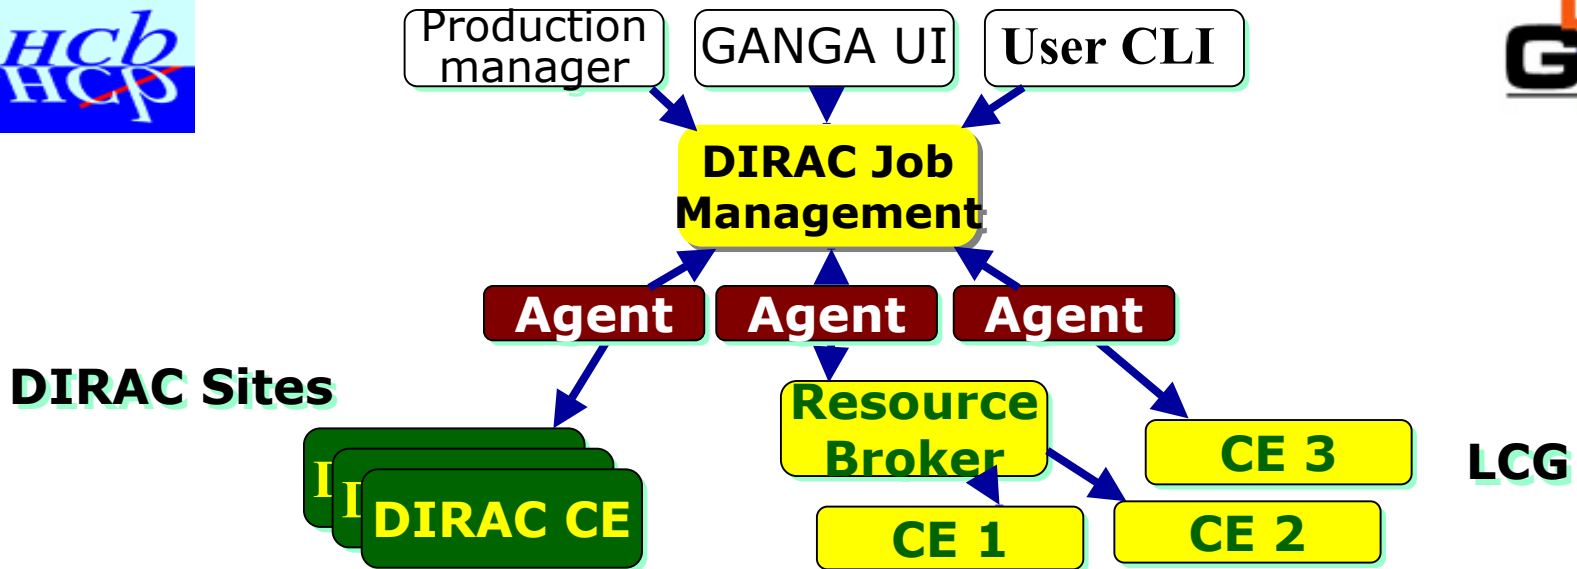 Production
manager
GANGA UI
User CLI
DIRAC Job
Management
Agent
Agent
Agent
DIRAC Sites
Resource
Broker
CE 3
LCG
DIRAC CE
CE 1
CE 2